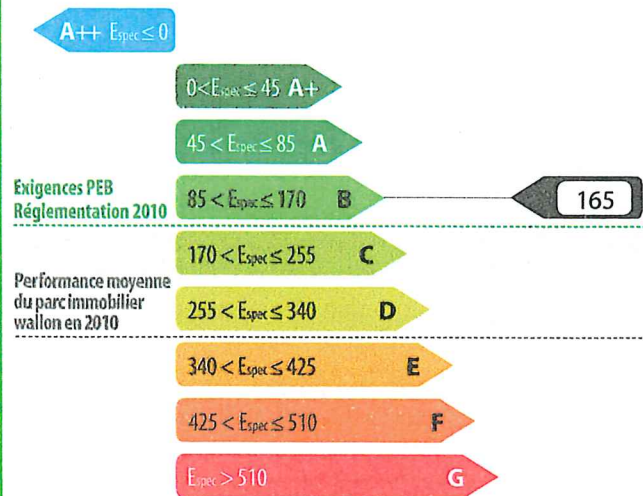 A++ Espec ≤ 0
0 < Espec ≤ 45 A+
45 < Espec ≤ 85 A
Exigences PEB
Réglementation 2010
85 < Espec ≤ 170 B
165
170 < Espec ≤ 255 C
Performance moyenne
du parc immobilier
wallon en 2010
255 < Espec ≤ 340 D
340 < Espec ≤ 425 E
425 < Espec ≤ 510 F
Espec > 510 G